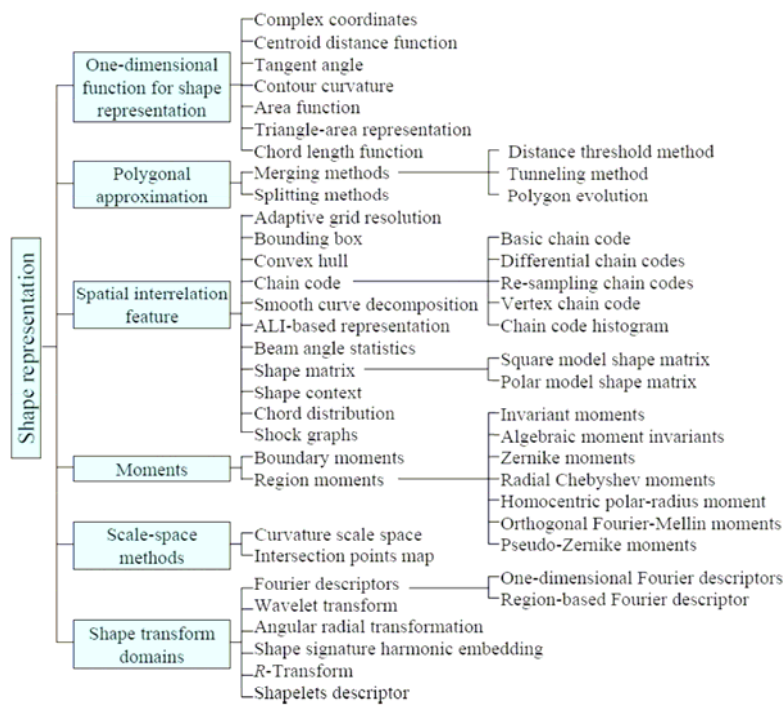 Shape representation
One-dimensional
function for shape
representation
Complex coordinates
Centroid distance function
Tangent angle
Contour curvature
Area function
Triangle-area representation
Chord length function
Polygonal
approximation
Merging methods
Splitting methods
Distance threshold method
Tunneling method
Polygon evolution
Spatial interrelation
feature
Adaptive grid resolution
Bounding box
Convex hull
Chain code
Smooth curve decomposition
ALI-based representation
Beam angle statistics
Shape matrix
Shape context
Chord distribution
Shock graphs
Basic chain code
Differential chain codes
Re-sampling chain codes
Vertex chain code
Chain code histogram
Square model shape matrix
Polar model shape matrix
Moments
Boundary moments
Region moments
Invariant moments
Algebraic moment invariants
Zernike moments
Radial Chebyshev moments
Homocentric polar-radius moment
Orthogonal Fourier-Mellin moments
Pseudo-Zernike moments
Scale-space
methods
Curvature scale space
Intersection points map
Shape transform
domains
Fourier descriptors
Wavelet transform
Angular radial transformation
Shape signature harmonic embedding
R-Transform
Shapelets descriptor
One-dimensional Fourier descriptors
Region-based Fourier descriptor